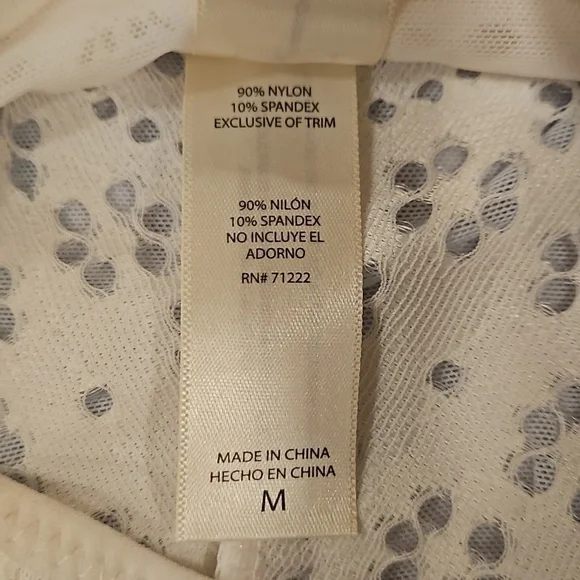 90% NYLON
10% SPANDEX
EXCLUSIVE OF TRIM
90% NILÓN
10% SPANDEX
NO INCLUYE EL
ADORNO
RN# 71222
MADE IN CHINA
HECHO EN CHINA
M